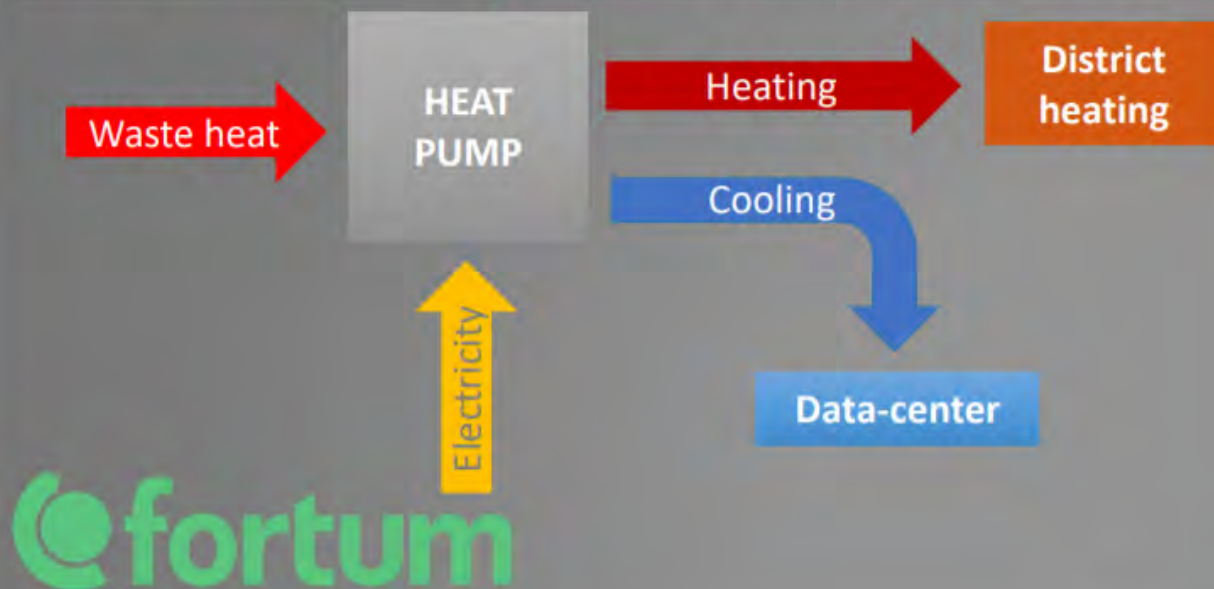 Waste heat
HEAT
PUMP
Heating
District
heating
Cooling
Electricity
Data-center
fortum